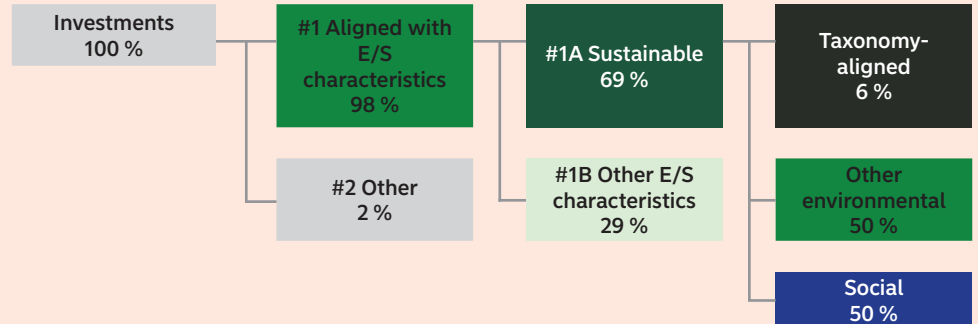 Investments
100 %
#1 Aligned with
E/S
characteristics
98 %
#2 Other
2 %
#1A Sustainable
69 %
#1B Other E/S
characteristics
29 %
Taxonomy-
aligned
6 %
Other
environmental
50 %
Social
50 %